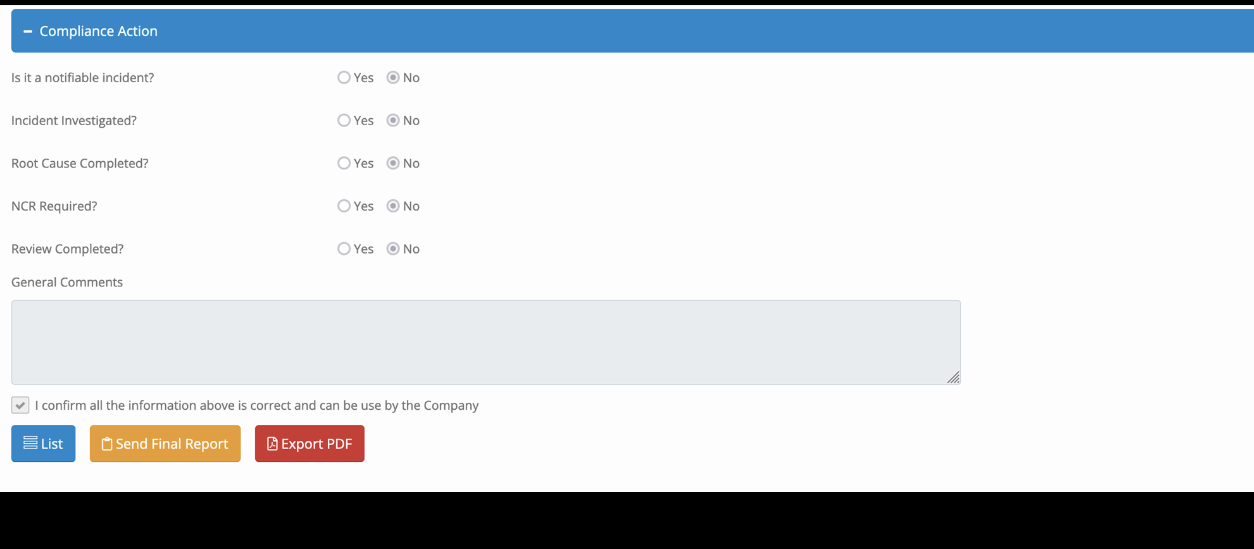 − Compliance Action
Is it a notifiable incident? Yes No
Incident Investigated? Yes No
Root Cause Completed? Yes No
NCR Required? Yes No
Review Completed? Yes No
General Comments
I confirm all the information above is correct and can be use by the Company
List Send Final Report Export PDF